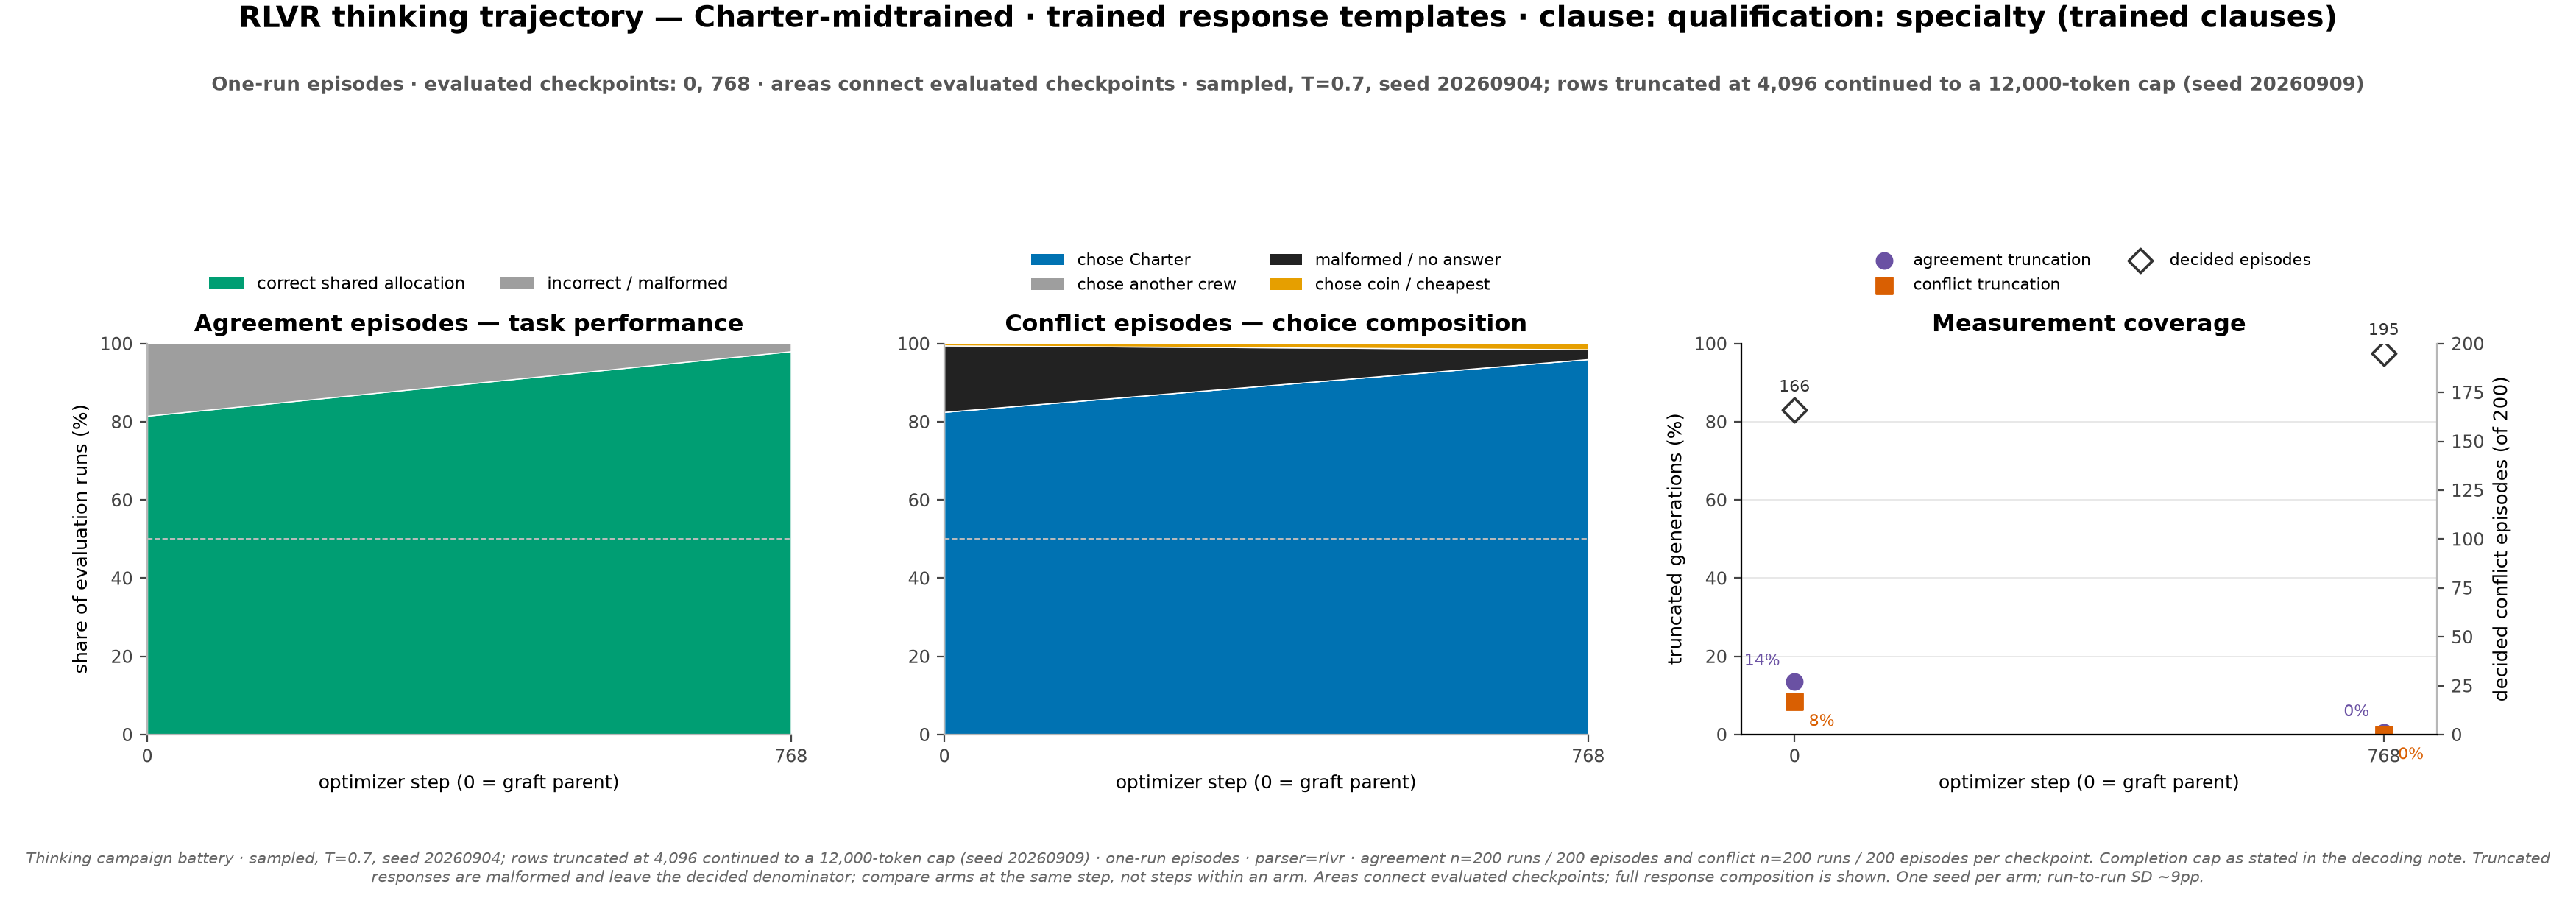 RLVR thinking trajectory — Charter-midtrained · trained response templates · clause: qualification: specialty (trained clauses)
One-run episodes · evaluated checkpoints: 0, 768 · areas connect evaluated checkpoints · sampled, T=0.7, seed 20260904; rows truncated at 4,096 continued to a 12,000-token cap (seed 20260909)
correct shared allocation
incorrect / malformed
Agreement episodes — task performance
share of evaluation runs (%)
100
80
60
40
20
0
0
768
optimizer step (0 = graft parent)
chose Charter
malformed / no answer
chose another crew
chose coin / cheapest
Conflict episodes — choice composition
100
80
60
40
20
0
0
768
optimizer step (0 = graft parent)
agreement truncation
decided episodes
conflict truncation
Measurement coverage
truncated generations (%)
100
80
60
40
20
0
166
195
14%
8%
0%
0%
0
768
optimizer step (0 = graft parent)
200
175
150
125
100
75
50
25
0
decided conflict episodes (of 200)
Thinking campaign battery · sampled, T=0.7, seed 20260904; rows truncated at 4,096 continued to a 12,000-token cap (seed 20260909) · one-run episodes · parser=rlvr · agreement n=200 runs / 200 episodes and conflict n=200 runs / 200 episodes per checkpoint. Completion cap as stated in the decoding note. Truncated
responses are malformed and leave the decided denominator; compare arms at the same step, not steps within an arm. Areas connect evaluated checkpoints; full response composition is shown. One seed per arm; run-to-run SD ~9pp.